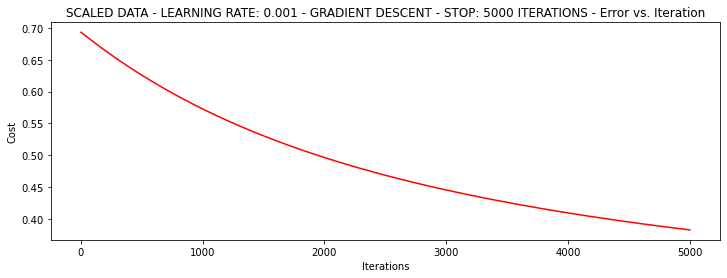 SCALED DATA - LEARNING RATE: 0.001 - GRADIENT DESCENT - STOP: 5000 ITERATIONS - Error vs. Iteration
0.70
0.65
0.60
0.55
0.50
0.45
0.40
Cost
0 1000 2000 3000 4000 5000
Iterations